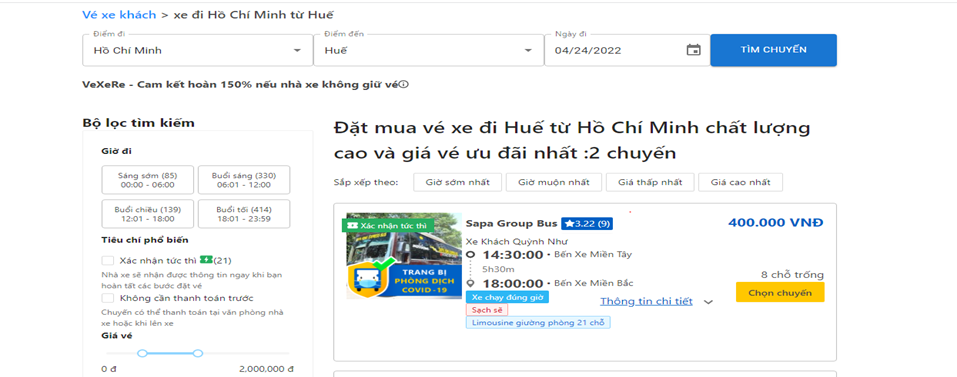 Vé xe khách > xe đi Hồ Chí Minh từ Huế
Điểm đi
Hồ Chí Minh
Điểm đến
Huế
Ngày đi
04/24/2022
TÌM CHUYẾN
VeXeRe - Cam kết hoàn 150% nếu nhà xe không giữ vé
Bộ lọc tìm kiếm
Giờ đi
Sáng sớm (85)
00:00 - 06:00
Buổi sáng (330)
06:01 - 12:00
Buổi chiều (139)
12:01 - 18:00
Buổi tối (414)
18:01 - 23:59
Tiêu chí phổ biến
Xác nhận tức thì (21)
Nhà xe sẽ nhận được thông tin ngay khi bạn
hoàn tất các bước đặt vé
Không cần thanh toán trước
Chuyến có thể thanh toán tại văn phòng nhà
xe hoặc khi lên xe
Giá vé
0 đ
2,000,000 đ
Đặt mua vé xe đi Huế từ Hồ Chí Minh chất lượng
cao và giá vé ưu đãi nhất :2 chuyến
Sắp xếp theo:
Giờ sớm nhất
Giờ muộn nhất
Giá thấp nhất
Giá cao nhất
Xác nhận tức thì
TRANG BỊ
PHÒNG DỊCH
COVID -19
Sapa Group Bus
3.22 (9)
400.000 VNĐ
Xe Khách Quỳnh Như
14:30:00 • Bến Xe Miền Tây
5h30m
18:00:00 • Bến Xe Miền Bắc
8 chỗ trống
Xe chạy đúng giờ
Thông tin chi tiết
Chọn chuyến
Sạch sẽ
Limousine giường phòng 21 chỗ